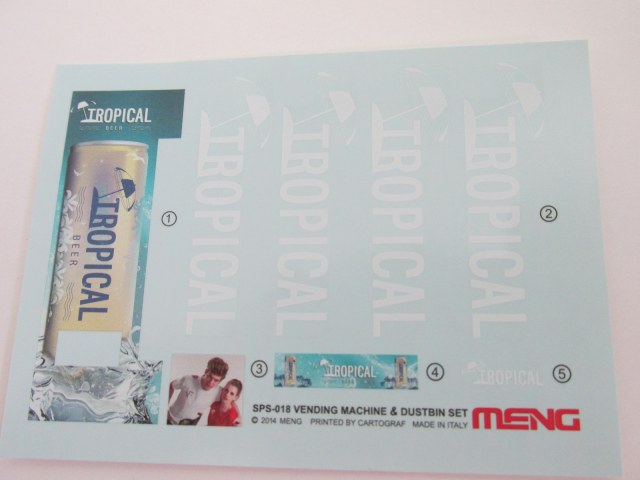 TROPICAL
BEER
TROPICAL
BEER
①
TROPICAL
TROPICAL
TROPICAL
TROPICAL
②
③
TROPICAL
④
TROPICAL
⑤
SPS-018 VENDING MACHINE & DUSTBIN SET
© 2014 MENG PRINTED BY CARTOGRAF MADE IN ITALY
MENG